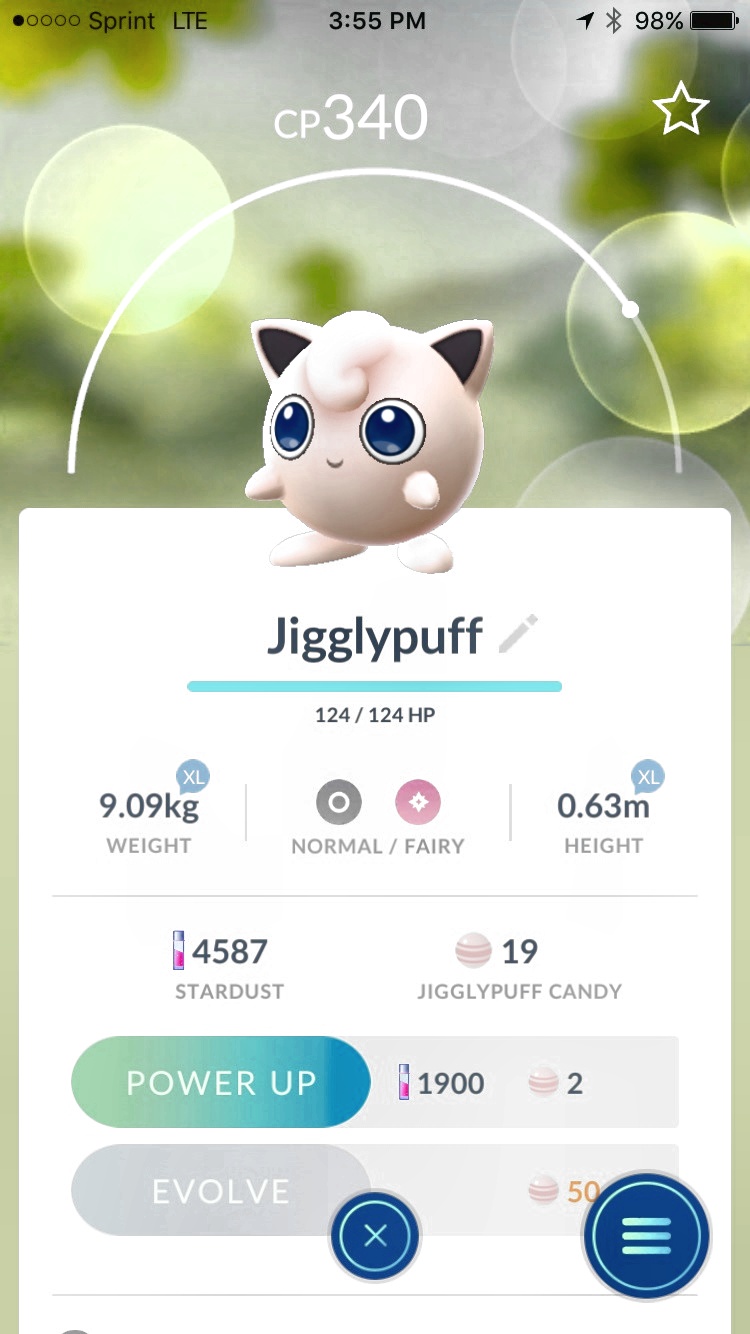 Sprint LTE 3:55 PM 98%
CP340
Jigglypuff
124 / 124 HP
XL XL
9.09kg 0.63m
WEIGHT NORMAL / FAIRY HEIGHT
4587 19
STARDUST JIGGLYPUFF CANDY
POWER UP 1900 2
EVOLVE 50